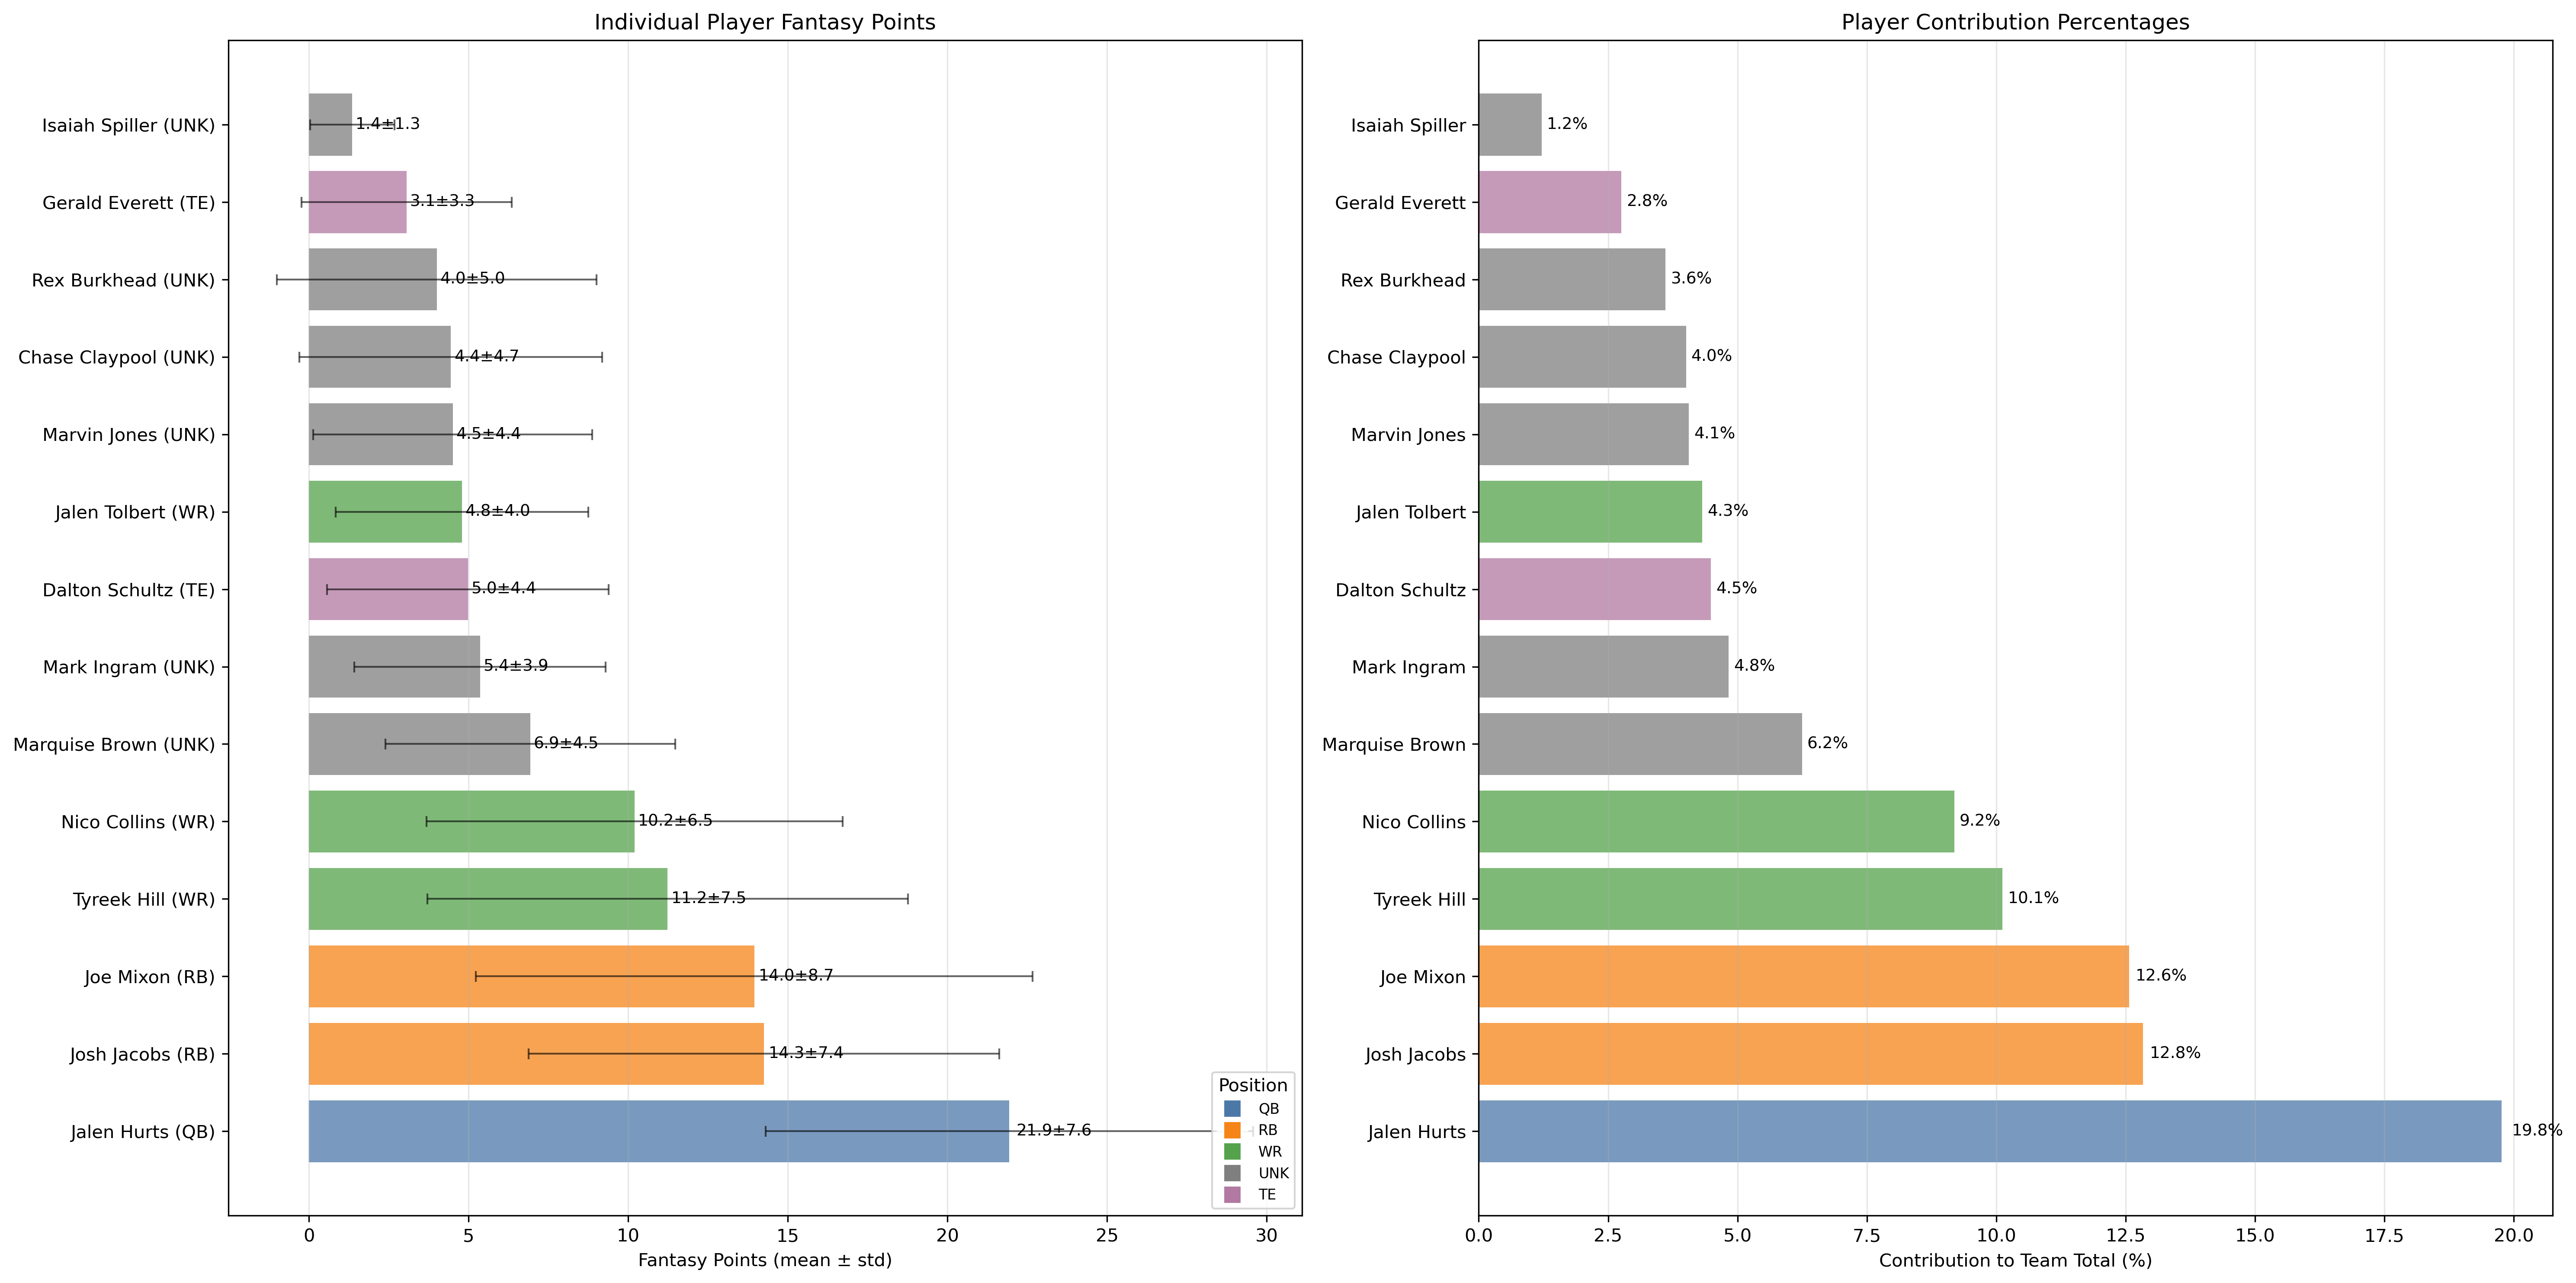 Individual Player Fantasy Points
Isaiah Spiller (UNK)
1.4±1.3
Gerald Everett (TE)
3.1±3.3
Rex Burkhead (UNK)
4.0±5.0
Chase Claypool (UNK)
4.4±4.7
Marvin Jones (UNK)
4.5±4.4
Jalen Tolbert (WR)
4.8±4.0
Dalton Schultz (TE)
5.0±4.4
Mark Ingram (UNK)
5.4±3.9
Marquise Brown (UNK)
6.9±4.5
Nico Collins (WR)
10.2±6.5
Tyreek Hill (WR)
11.2±7.5
Joe Mixon (RB)
14.0±8.7
Josh Jacobs (RB)
14.3±7.4
Jalen Hurts (QB)
21.9±7.6
Position
QB
RB
WR
UNK
TE
0 5 10 15 20 25 30
Fantasy Points (mean ± std)
Player Contribution Percentages
Isaiah Spiller
1.2%
Gerald Everett
2.8%
Rex Burkhead
3.6%
Chase Claypool
4.0%
Marvin Jones
4.1%
Jalen Tolbert
4.3%
Dalton Schultz
4.5%
Mark Ingram
4.8%
Marquise Brown
6.2%
Nico Collins
9.2%
Tyreek Hill
10.1%
Joe Mixon
12.6%
Josh Jacobs
12.8%
Jalen Hurts
19.8%
0.0 2.5 5.0 7.5 10.0 12.5 15.0 17.5 20.0
Contribution to Team Total (%)